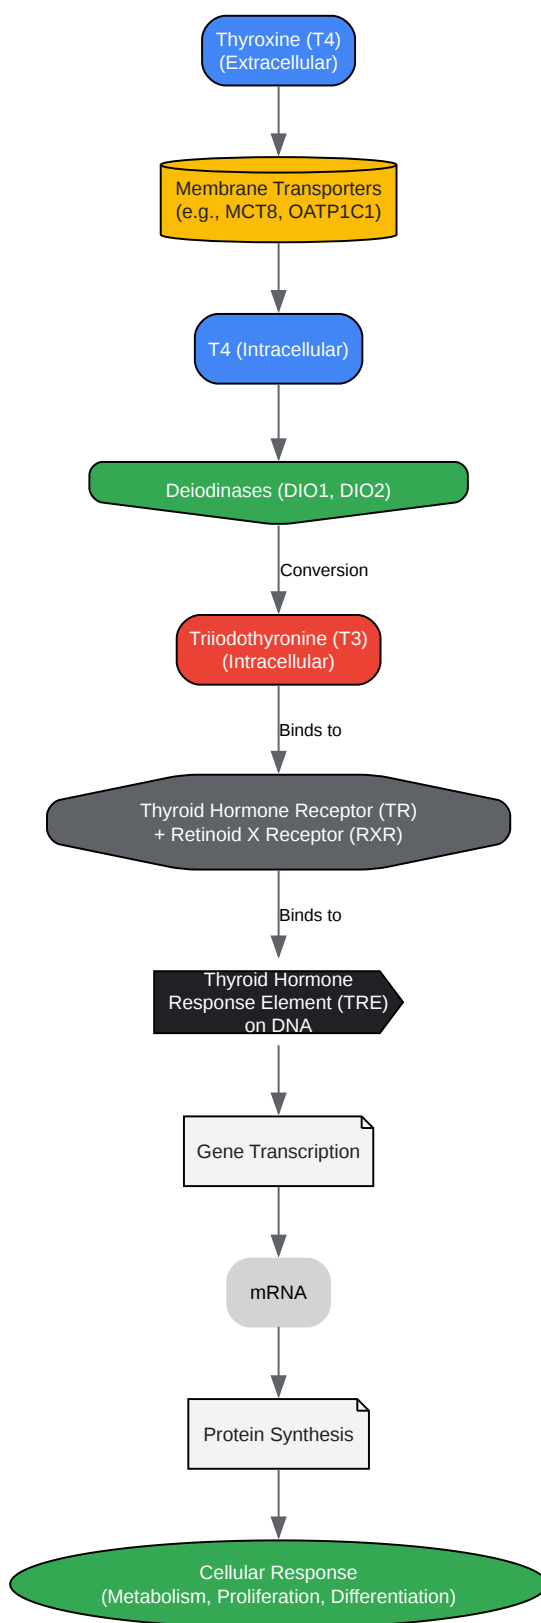 Thyroxine (T4)
(Extracellular)
Membrane Transporters
(e.g., MCT8, OATP1C1)
T4 (Intracellular)
Deiodinases (DIO1, DIO2)
Conversion
Triiodothyronine (T3)
(Intracellular)
Binds to
Thyroid Hormone Receptor (TR)
+ Retinoid X Receptor (RXR)
Binds to
Thyroid Hormone
Response Element (TRE)
on DNA
Gene Transcription
mRNA
Protein Synthesis
Cellular Response
(Metabolism, Proliferation, Differentiation)